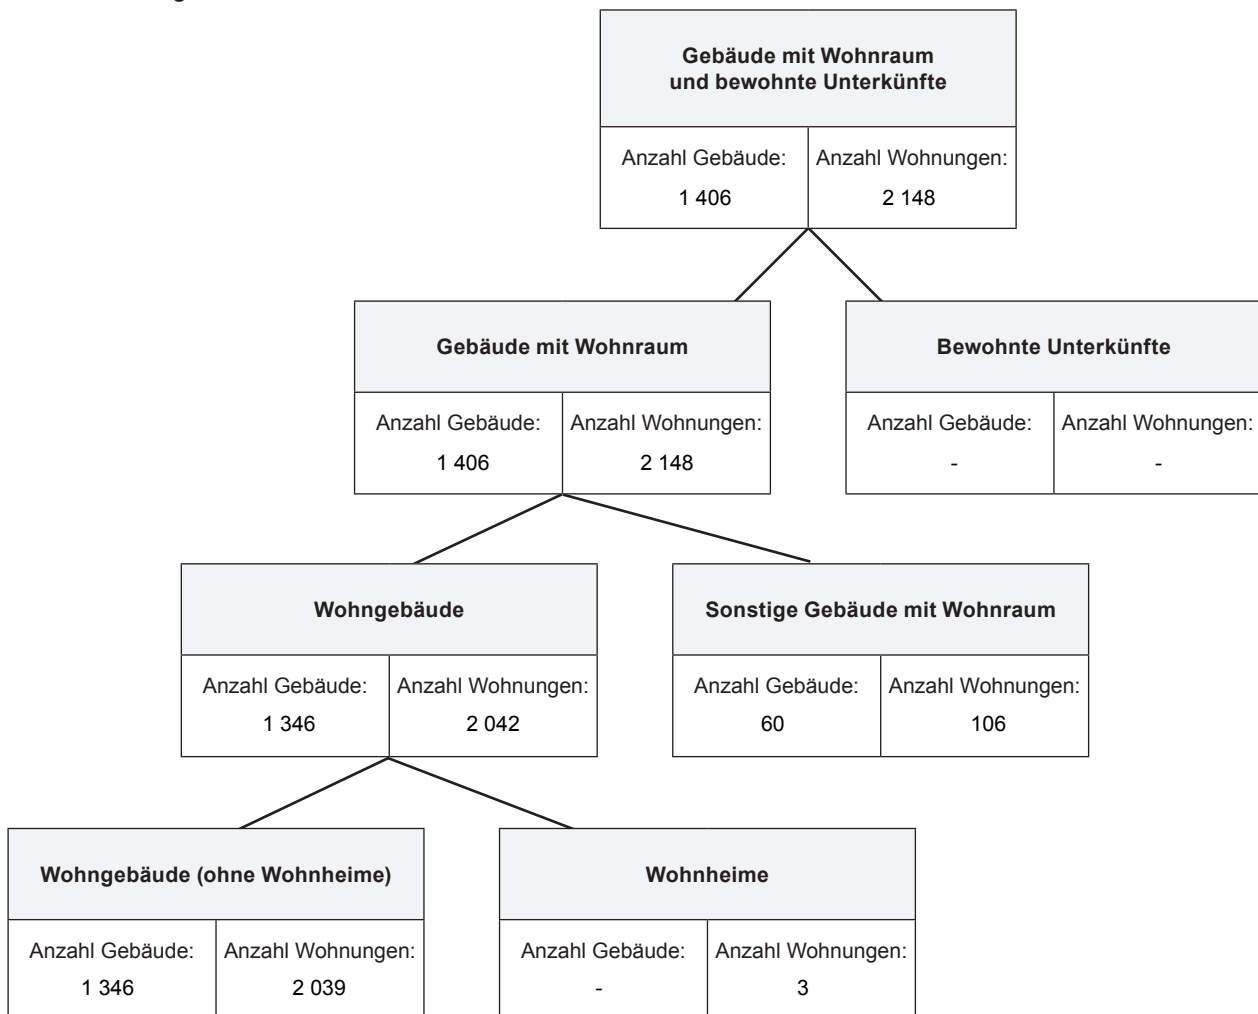 Gebäude mit Wohnraum
und bewohnte Unterkünfte
Anzahl Gebäude: Anzahl Wohnungen:
1 406 2 148
Gebäude mit Wohnraum Bewohnte Unterkünfte
Anzahl Gebäude: Anzahl Wohnungen: Anzahl Gebäude: Anzahl Wohnungen:
1 406 2 148 - -
Wohngebäude Sonstige Gebäude mit Wohnraum
Anzahl Gebäude: Anzahl Wohnungen: Anzahl Gebäude: Anzahl Wohnungen:
1 346 2 042 60 106
Wohngebäude (ohne Wohnheime) Wohnheime
Anzahl Gebäude: Anzahl Wohnungen: Anzahl Gebäude: Anzahl Wohnungen:
1 346 2 039 - 3